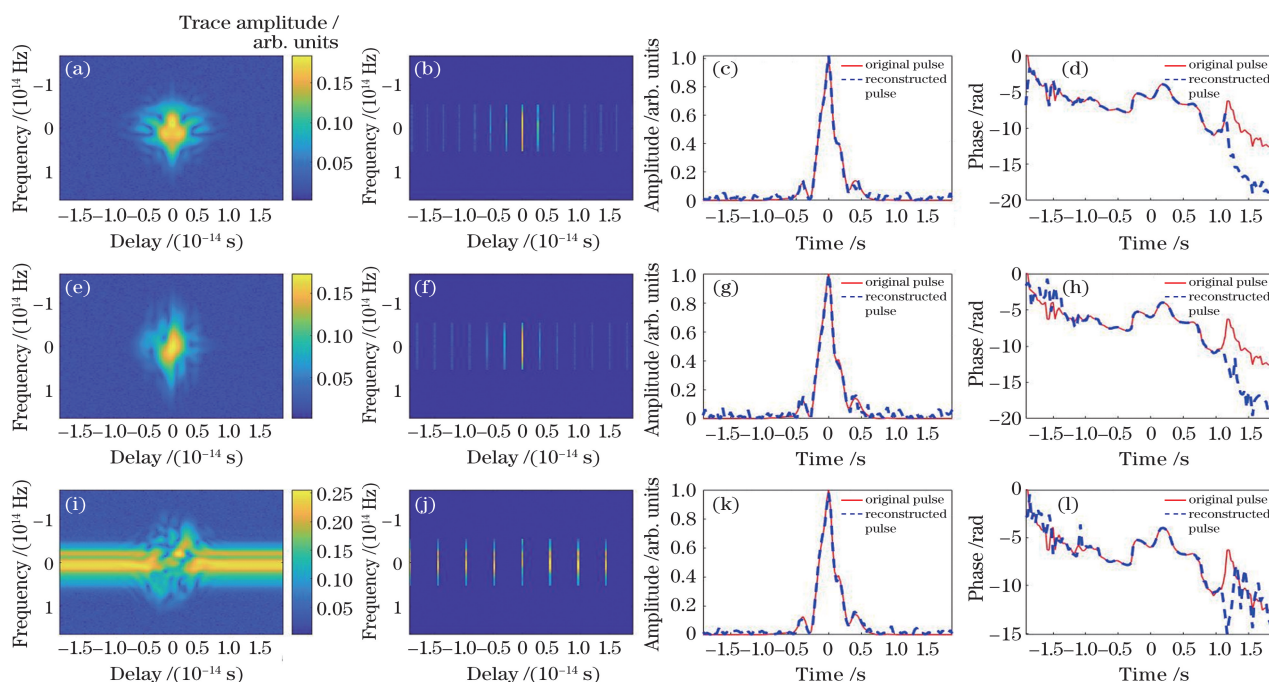 Trace amplitude /
arb. units
Frequency /(10¹⁴ Hz)
(a)
−1
0
1
−1.5−1.0−0.5 0 0.5 1.0 1.5
Delay /(10⁻¹⁴ s)
0.15
0.10
0.05
Frequency /(10¹⁴ Hz)
(b)
−1
0
1
−1.5−1.0−0.5 0 0.5 1.0 1.5
Delay /(10⁻¹⁴ s)
Amplitude /arb. units
(c)
original pulse
reconstructed
pulse
1.0
0.8
0.6
0.4
0.2
0
−1.5−1.0−0.5 0 0.5 1.0 1.5
Time /s
Phase /rad
(d)
original pulse
reconstructed
pulse
0
−5
−10
−15
−20
−1.5−1.0−0.5 0 0.5 1.0 1.5
Time /s
Frequency /(10¹⁴ Hz)
(e)
−1
0
1
−1.5−1.0−0.5 0 0.5 1.0 1.5
Delay /(10⁻¹⁴ s)
0.15
0.10
0.05
Frequency /(10¹⁴ Hz)
(f)
−1
0
1
−1.5−1.0−0.5 0 0.5 1.0 1.5
Delay /(10⁻¹⁴ s)
Amplitude /arb. units
(g)
original pulse
reconstructed
pulse
1.0
0.8
0.6
0.4
0.2
0
−1.5−1.0−0.5 0 0.5 1.0 1.5
Time /s
Phase /rad
(h)
original pulse
reconstructed
pulse
0
−5
−10
−15
−20
−1.5−1.0−0.5 0 0.5 1.0 1.5
Time /s
Frequency /(10¹⁴ Hz)
(i)
−1
0
1
−1.5−1.0−0.5 0 0.5 1.0 1.5
Delay /(10⁻¹⁴ s)
0.25
0.20
0.15
0.10
0.05
Frequency /(10¹⁴ Hz)
(j)
−1
0
1
−1.5−1.0−0.5 0 0.5 1.0 1.5
Delay /(10⁻¹⁴ s)
Amplitude /arb. units
(k)
original pulse
reconstructed
pulse
1.0
0.8
0.6
0.4
0.2
0
−1.5−1.0−0.5 0 0.5 1.0 1.5
Time /s
Phase /rad
(l)
original pulse
reconstructed
pulse
0
−5
−10
−15
−1.5−1.0−0.5 0 0.5 1.0 1.5
Time /s